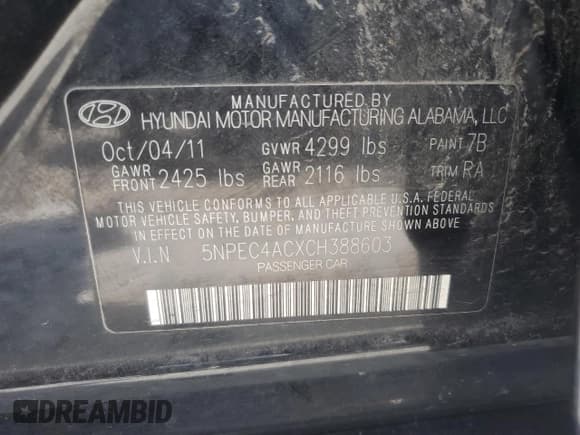 MANUFACTURED BY
HYUNDAI MOTOR MANUFACTURING ALABAMA, LLC
Oct/04/11 GVWR 4299 lbs PAINT 7B
GAWR FRONT 2425 lbs GAWR REAR 2116 lbs TRIM RA
THIS VEHICLE CONFORMS TO ALL APPLICABLE U.S.A. FEDERAL
MOTOR VEHICLE SAFETY, BUMPER, AND THEFT PREVENTION STANDARDS
IN EFFECT ON THE DATE OF MANUFACTURE SHOWN ABOVE
V.I.N 5NPEC4ACXCH388603
PASSENGER CAR
DREAMBID